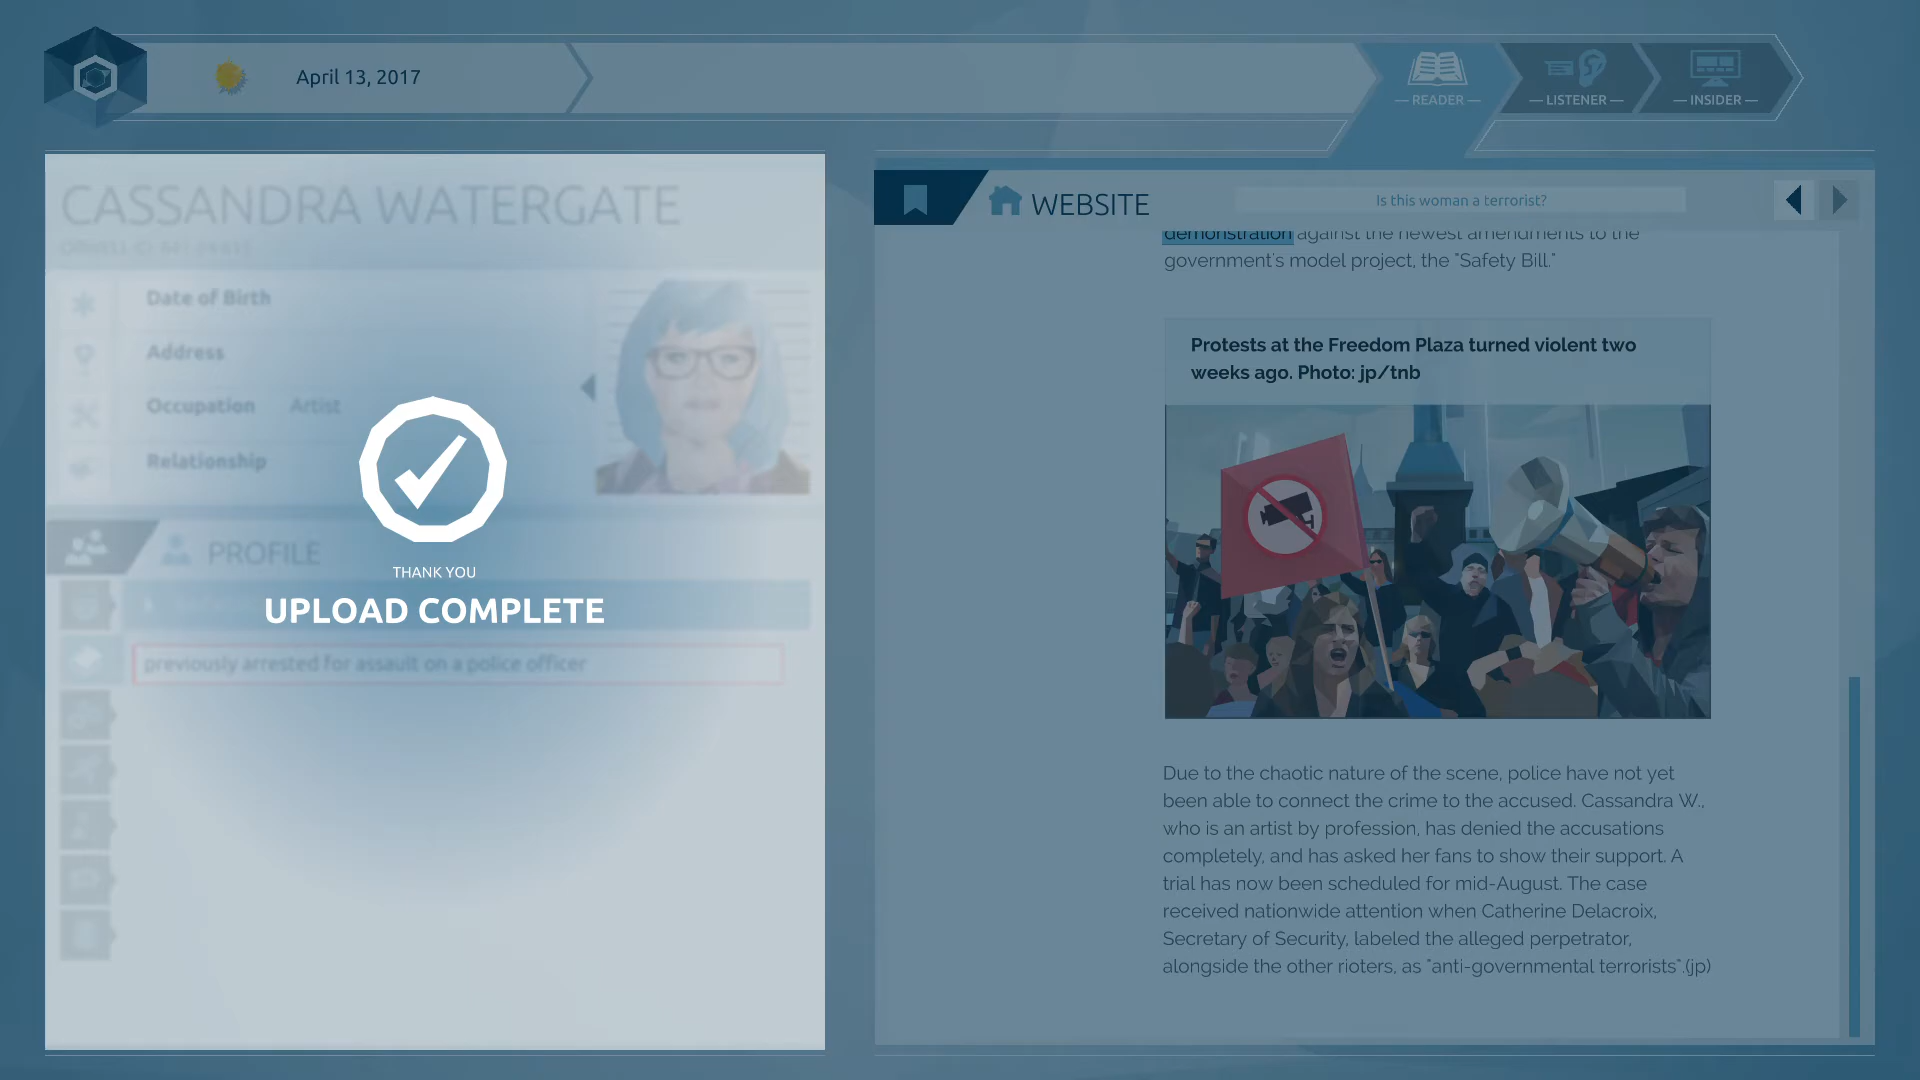 April 13, 2017
READER
LISTENER
INSIDER
CASSANDRA WATERGATE
Date of Birth
Address
Occupation Artist
Relationship
PROFILE
THANK YOU
UPLOAD COMPLETE
previously arrested for assault on a police officer
WEBSITE
Is this woman a terrorist?
demonstration against the newest amendments to the
government's model project, the "Safety Bill."
Protests at the Freedom Plaza turned violent two
weeks ago. Photo: jp/tnb
Due to the chaotic nature of the scene, police have not yet
been able to connect the crime to the accused. Cassandra W.,
who is an artist by profession, has denied the accusations
completely, and has asked her fans to show their support. A
trial has now been scheduled for mid-August. The case
received nationwide attention when Catherine Delacroix,
Secretary of Security, labeled the alleged perpetrator,
alongside the other rioters, as "anti-governmental terrorists".(jp)